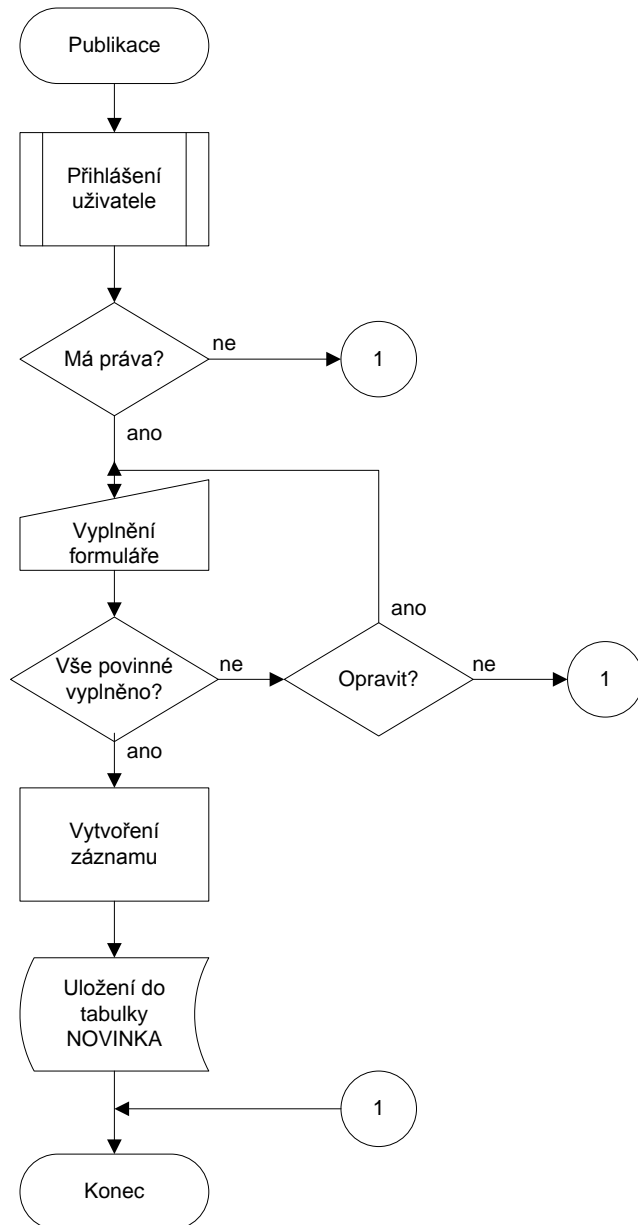 Publikace
Přihlášení
uživatele
Má práva?
ne
1
ano
Vyplnění
formuláře
ano
Vše povinné
vyplněno?
ne
Opravit?
ne
1
ano
Vytvoření
záznamu
Uložení do
tabulky
NOVINKA
1
Konec